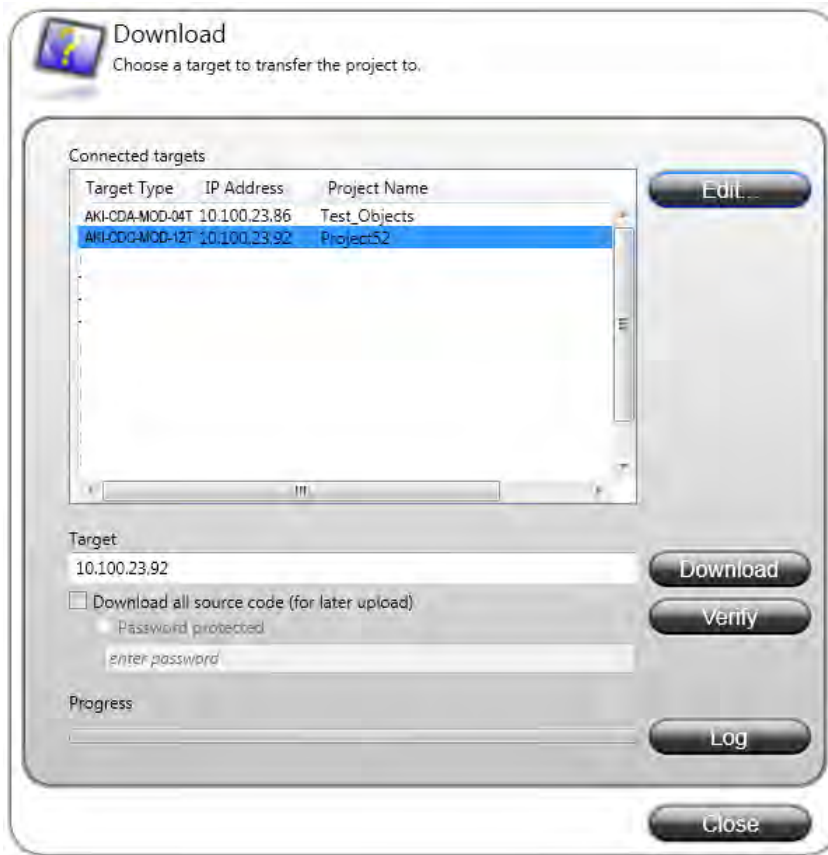 Download
Choose a target to transfer the project to.
Connected targets
Target Type IP Address Project Name
AKI-CDA-MOD-04T 10.100.23.86 Test_Objects
AKI-CDC-MOD-12T 10.100.23.92 Project52
Edit...
Target
10.100.23.92
Download
Download all source code (for later upload)
Verify
Password protected
enter password
Progress
Log
Close